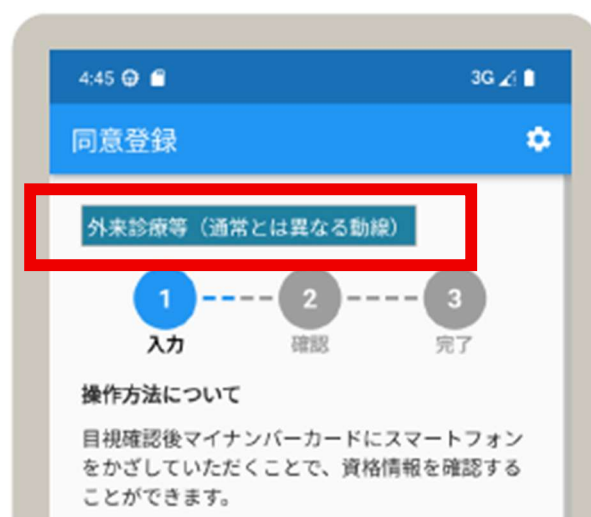 4:45 3G
同意登録
外来診療等（通常とは異なる動線）
1 2 3
入力 確認 完了
操作方法について
目視確認後マイナンバーカードにスマートフォン
をかざしていただくことで、資格情報を確認する
ことができます。